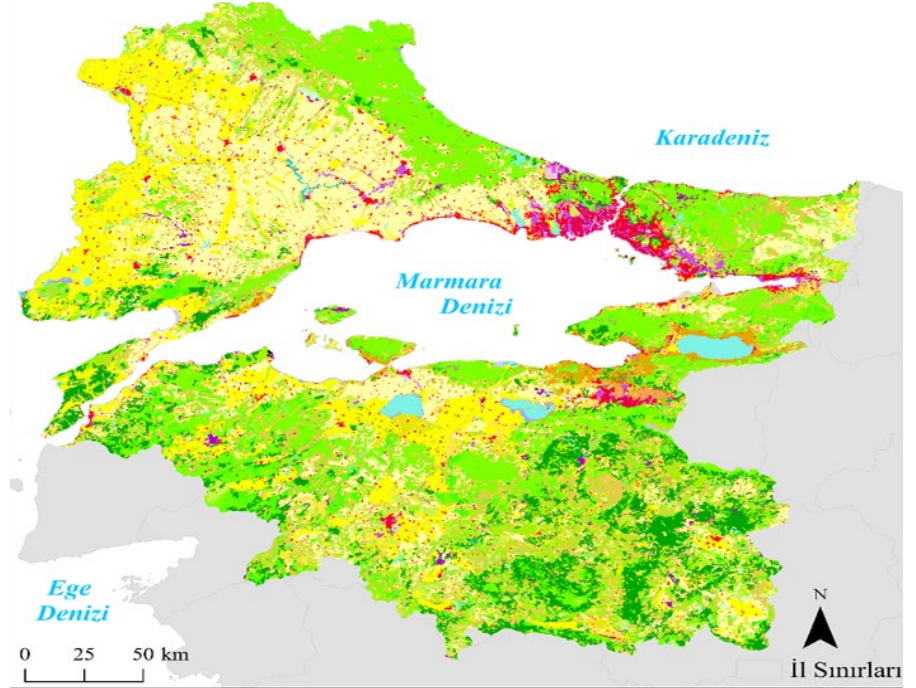 Karadeniz
Marmara
Denizi
Ege
Denizi
N
0 25 50 km
İl Sınırları